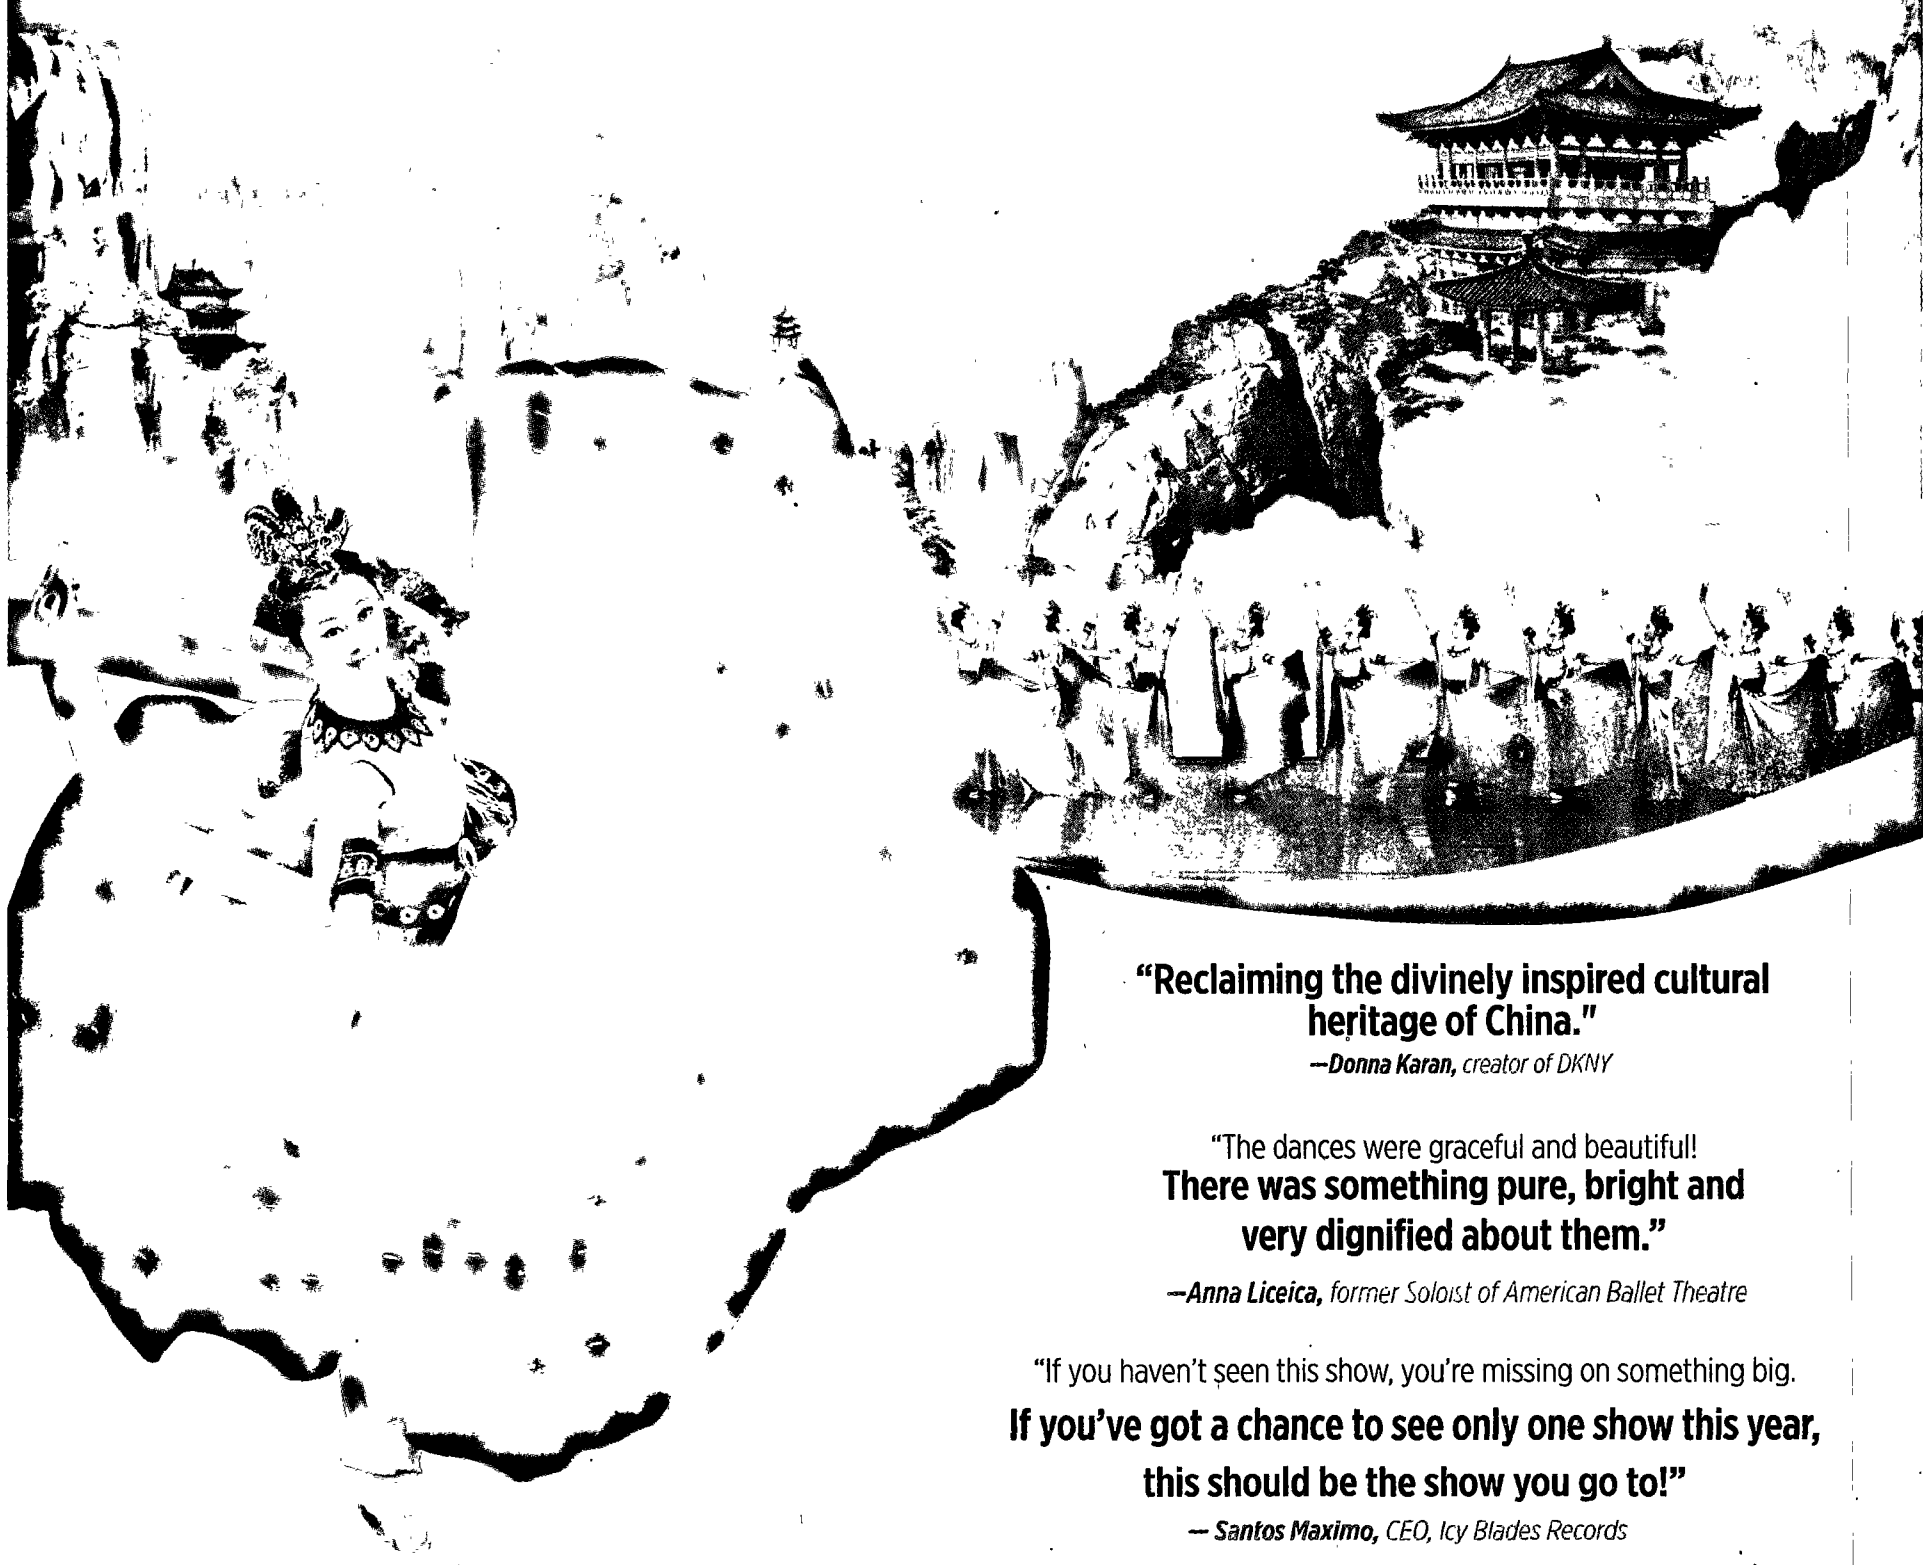 “Reclaiming the divinely inspired cultural
heritage of China."
—Donna Karan, creator of DKNY
“The dances were graceful and beautiful!
There was something pure, bright and
very dignified about them.”
—Anna Liceica, former Soloist of American Ballet Theatre
“If you haven't seen this show, you're missing on something big.
If you've got a chance to see only one show this year,
this should be the show you go to!”
— Santos Maximo, CEO, Icy Blades Records